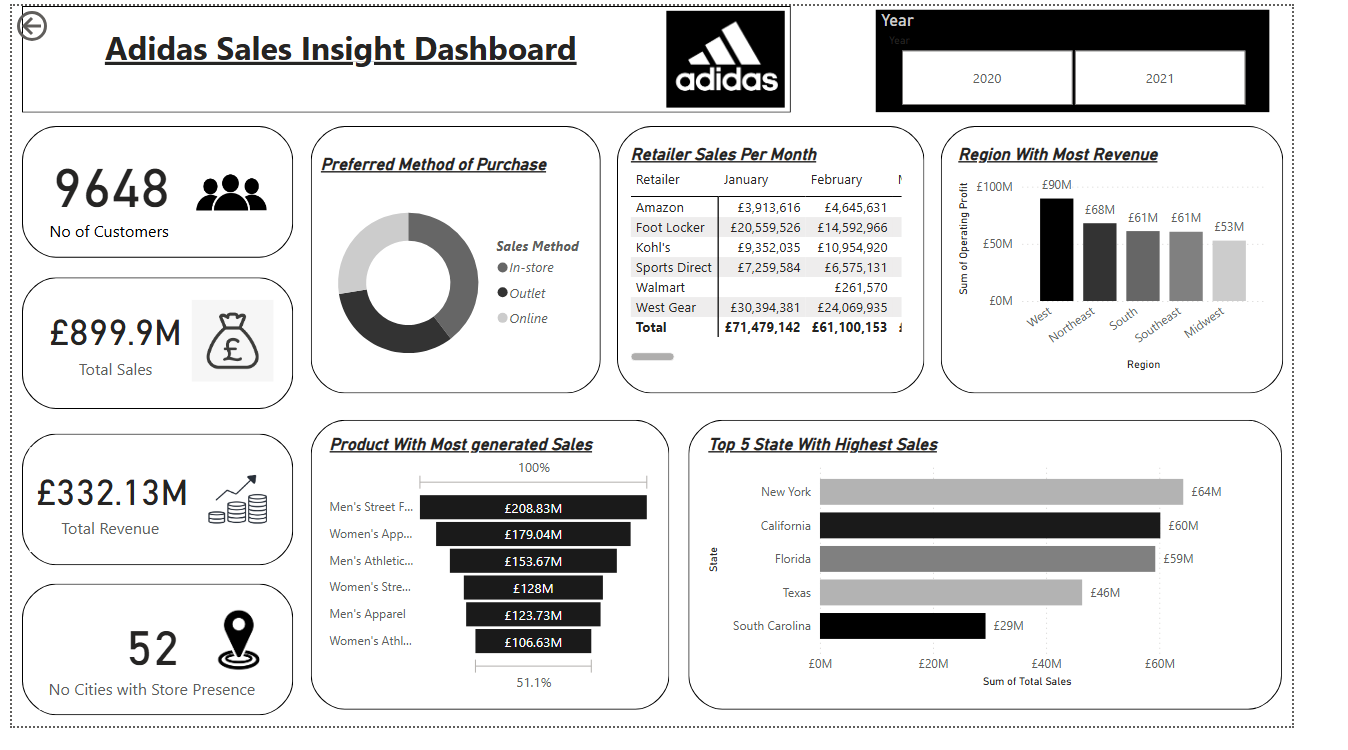 Adidas Sales Insight Dashboard
adidas
Year
Year
2020
2021
9648
No of Customers
£899.9M
£
Total Sales
£332.13M
Total Revenue
52
No Cities with Store Presence
Preferred Method of Purchase
Sales Method
In-store
Outlet
Online
Retailer Sales Per Month
Retailer January February
Amazon £3,913,616 £4,645,631
Foot Locker £20,559,526 £14,592,966
Kohl's £9,352,035 £10,954,920
Sports Direct £7,259,584 £6,575,131
Walmart £261,570
West Gear £30,394,381 £24,069,935
Total £71,479,142 £61,100,153
Region With Most Revenue
Sum of Operating Profit
£100M
£50M
£0M
£90M
£68M
£61M
£61M
£53M
West
Northeast
South
Southeast
Midwest
Region
Product With Most generated Sales
100%
Men's Street F... £208.83M
Women's App... £179.04M
Men's Athletic... £153.67M
Women's Stre... £128M
Men's Apparel £123.73M
Women's Athl... £106.63M
51.1%
Top 5 State With Highest Sales
State
New York £64M
California £60M
Florida £59M
Texas £46M
South Carolina £29M
£0M £20M £40M £60M
Sum of Total Sales